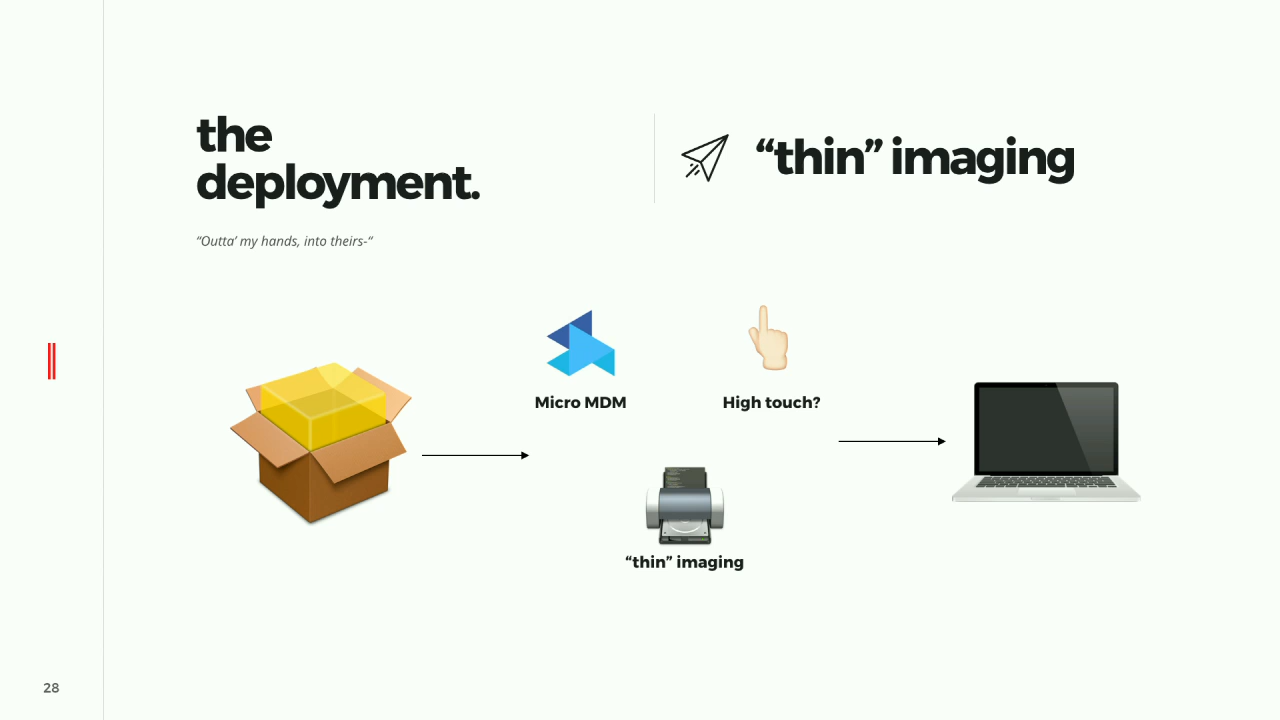 the
deployment.
“Outta’ my hands, into theirs-“
“thin” imaging
Micro MDM
High touch?
“thin” imaging
28